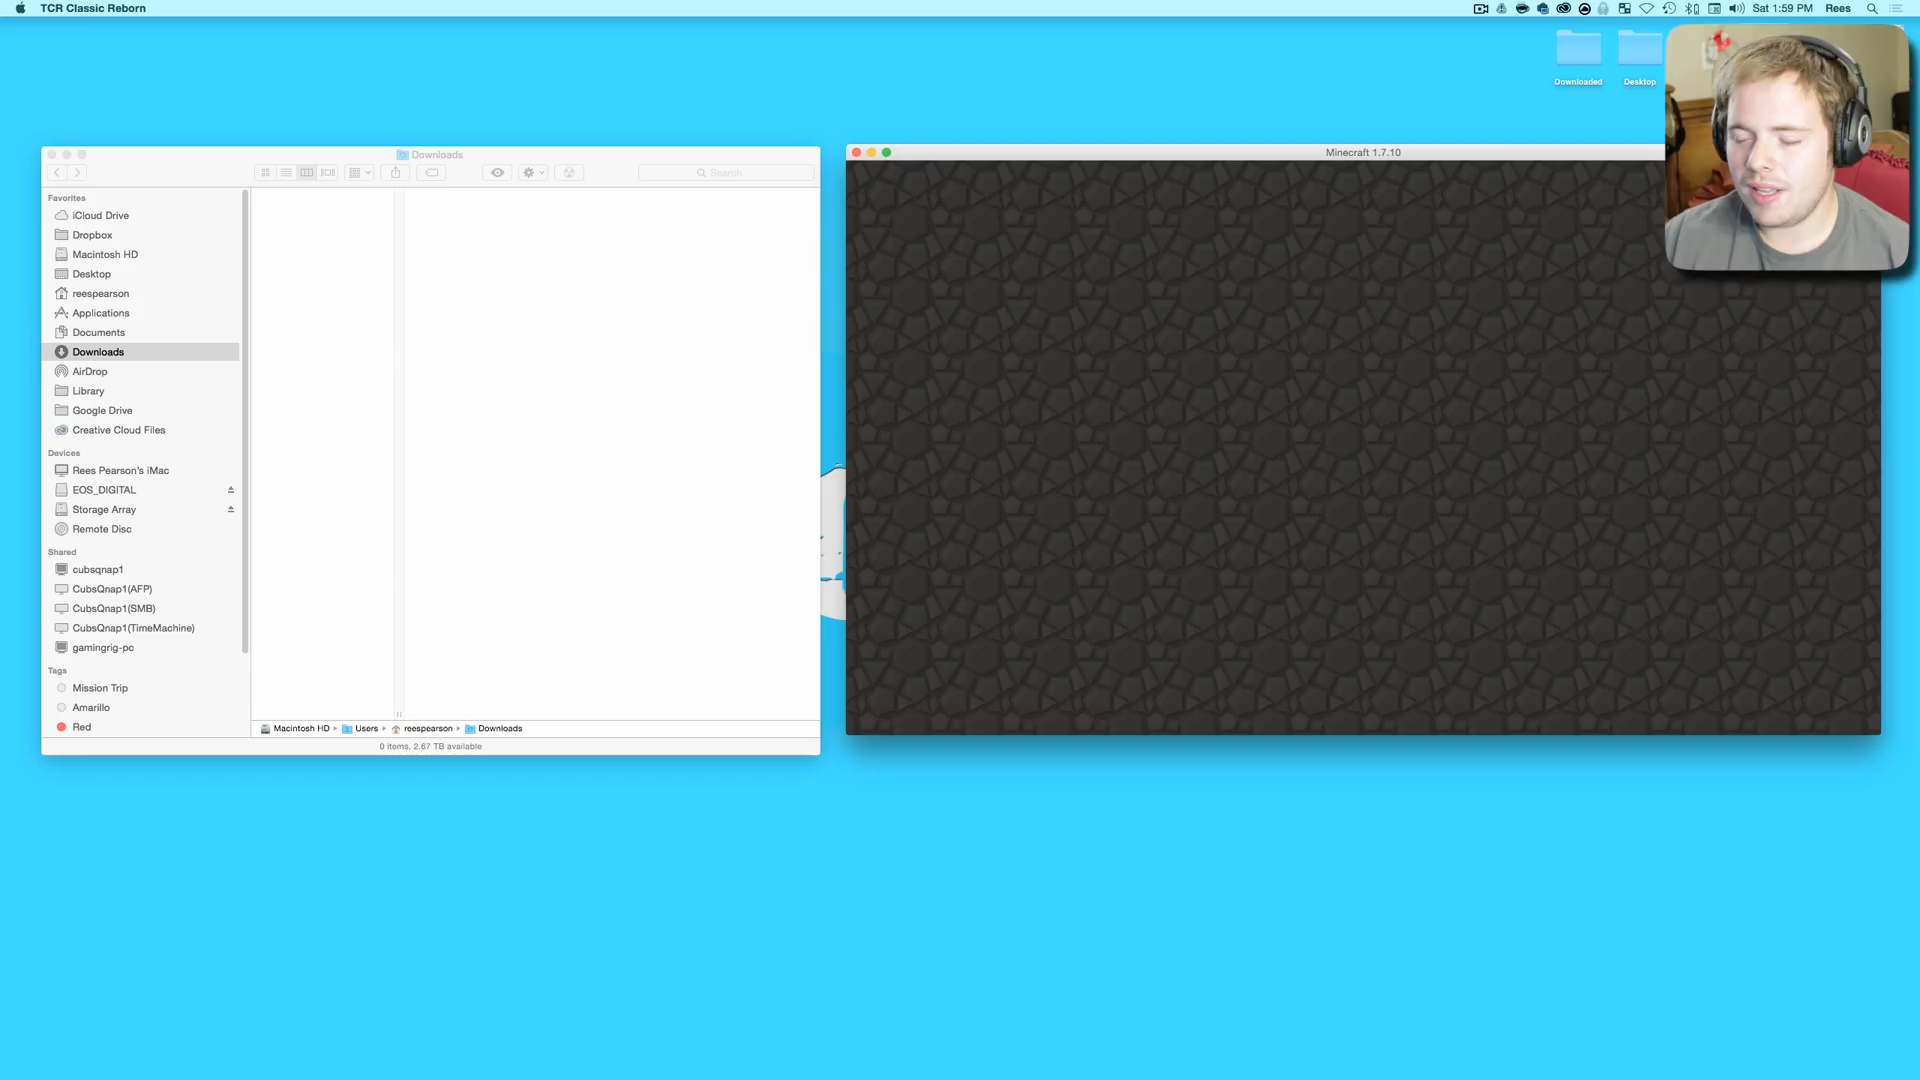 TCR Classic Reborn
Sat 1:59 PM Rees
Downloaded
Desktop
Downloads
Search
Minecraft 1.7.10
Favorites
iCloud Drive
Dropbox
Macintosh HD
Desktop
reespearson
Applications
Documents
Downloads
AirDrop
Library
Google Drive
Creative Cloud Files
Devices
Rees Pearson's iMac
EOS_DIGITAL
Storage Array
Remote Disc
Shared
cubsqnap1
CubsQnap1(AFP)
CubsQnap1(SMB)
CubsQnap1(TimeMachine)
gamingrig-pc
Tags
Mission Trip
Amarillo
Red
Macintosh HD Users reespearson Downloads
0 items, 2.67 TB available